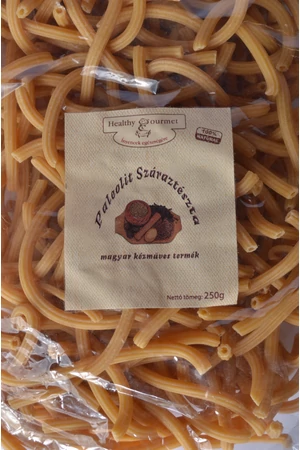 Healthy Gourmet
100%
NATURAL
Paleolit Száraztészta
magyar kézműves termék
Nettó tömeg: 250g